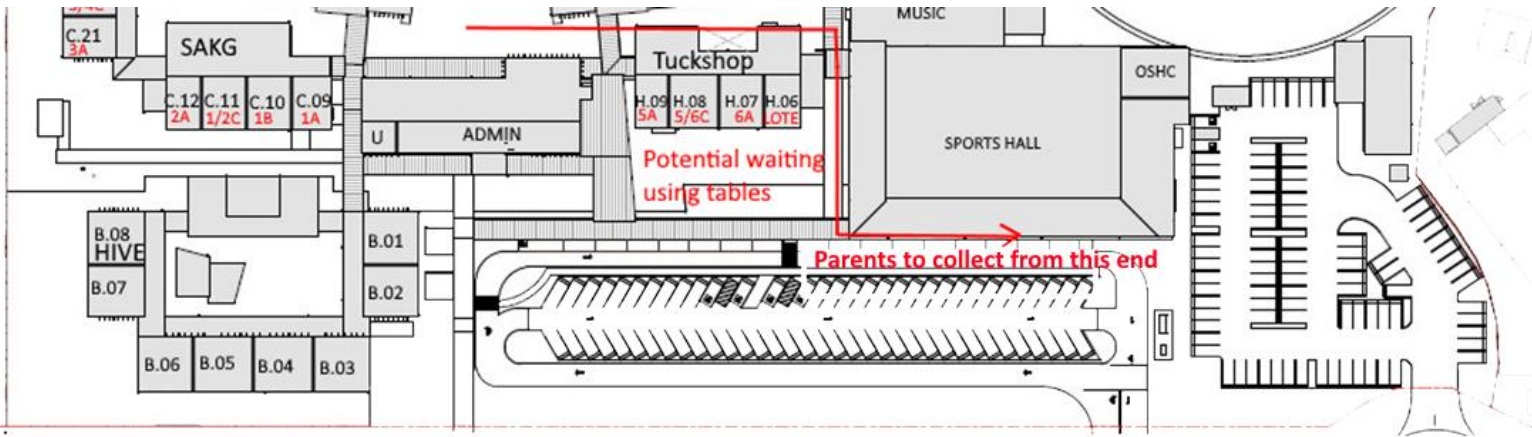 3/4C
C.21
3A
SAKG
MUSIC
Tuckshop
OSHC
C.12
2A
C.11
1/2C
C.10
1B
C.09
1A
U
ADMIN
H.09
5A
H.08
5/6C
H.07
6A
H.06
LOTE
SPORTS HALL
Potential waiting
using tables
B.08
HIVE
B.07
B.01
B.02
Parents to collect from this end
B.06
B.05
B.04
B.03